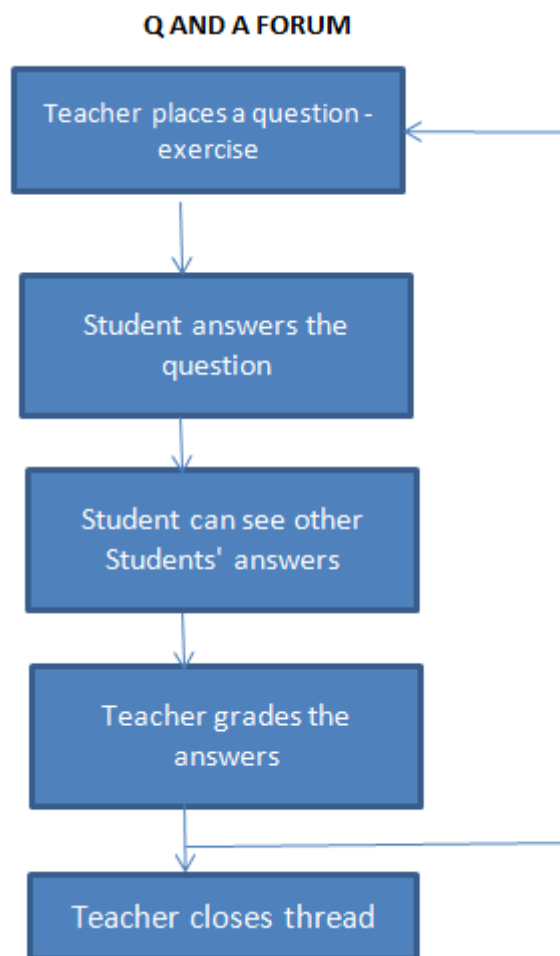 Q AND A FORUM
Teacher places a question -
exercise
Student answers the
question
Student can see other
Students' answers
Teacher grades the
answers
Teacher closes thread